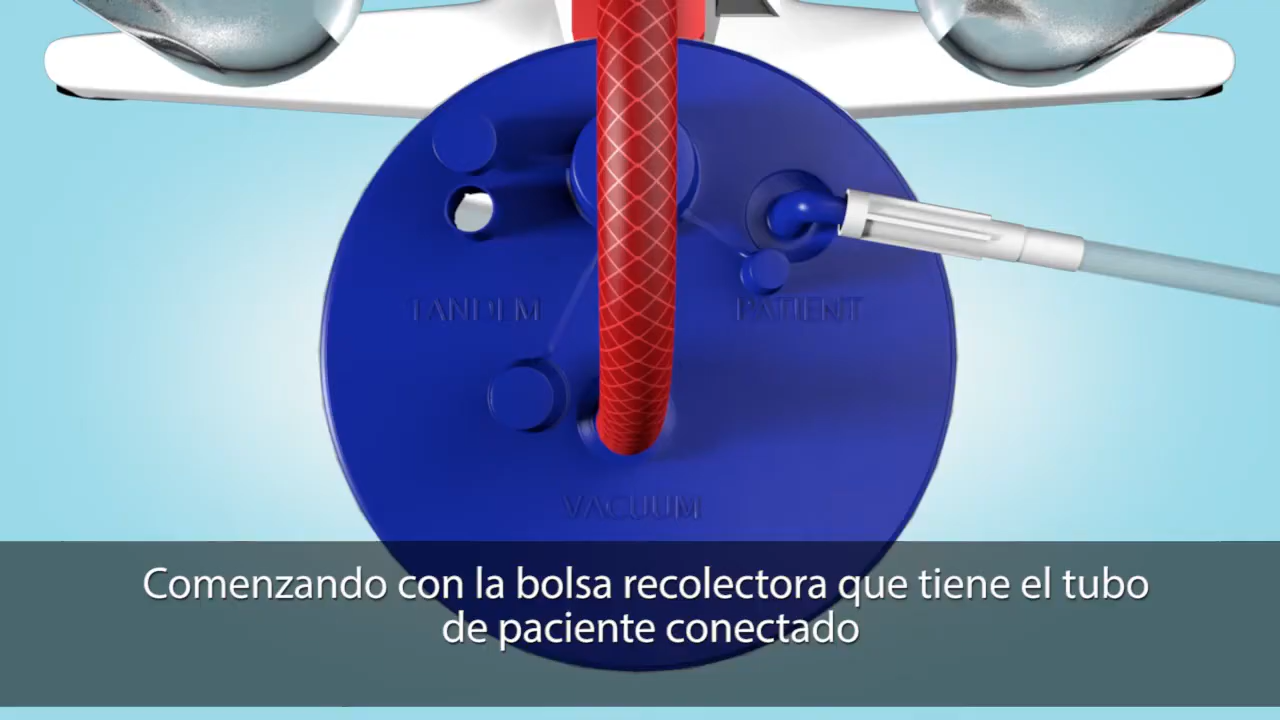 TANDEM
PATIENT
VACUUM
Comenzando con la bolsa recolectora que tiene el tubo
de paciente conectado